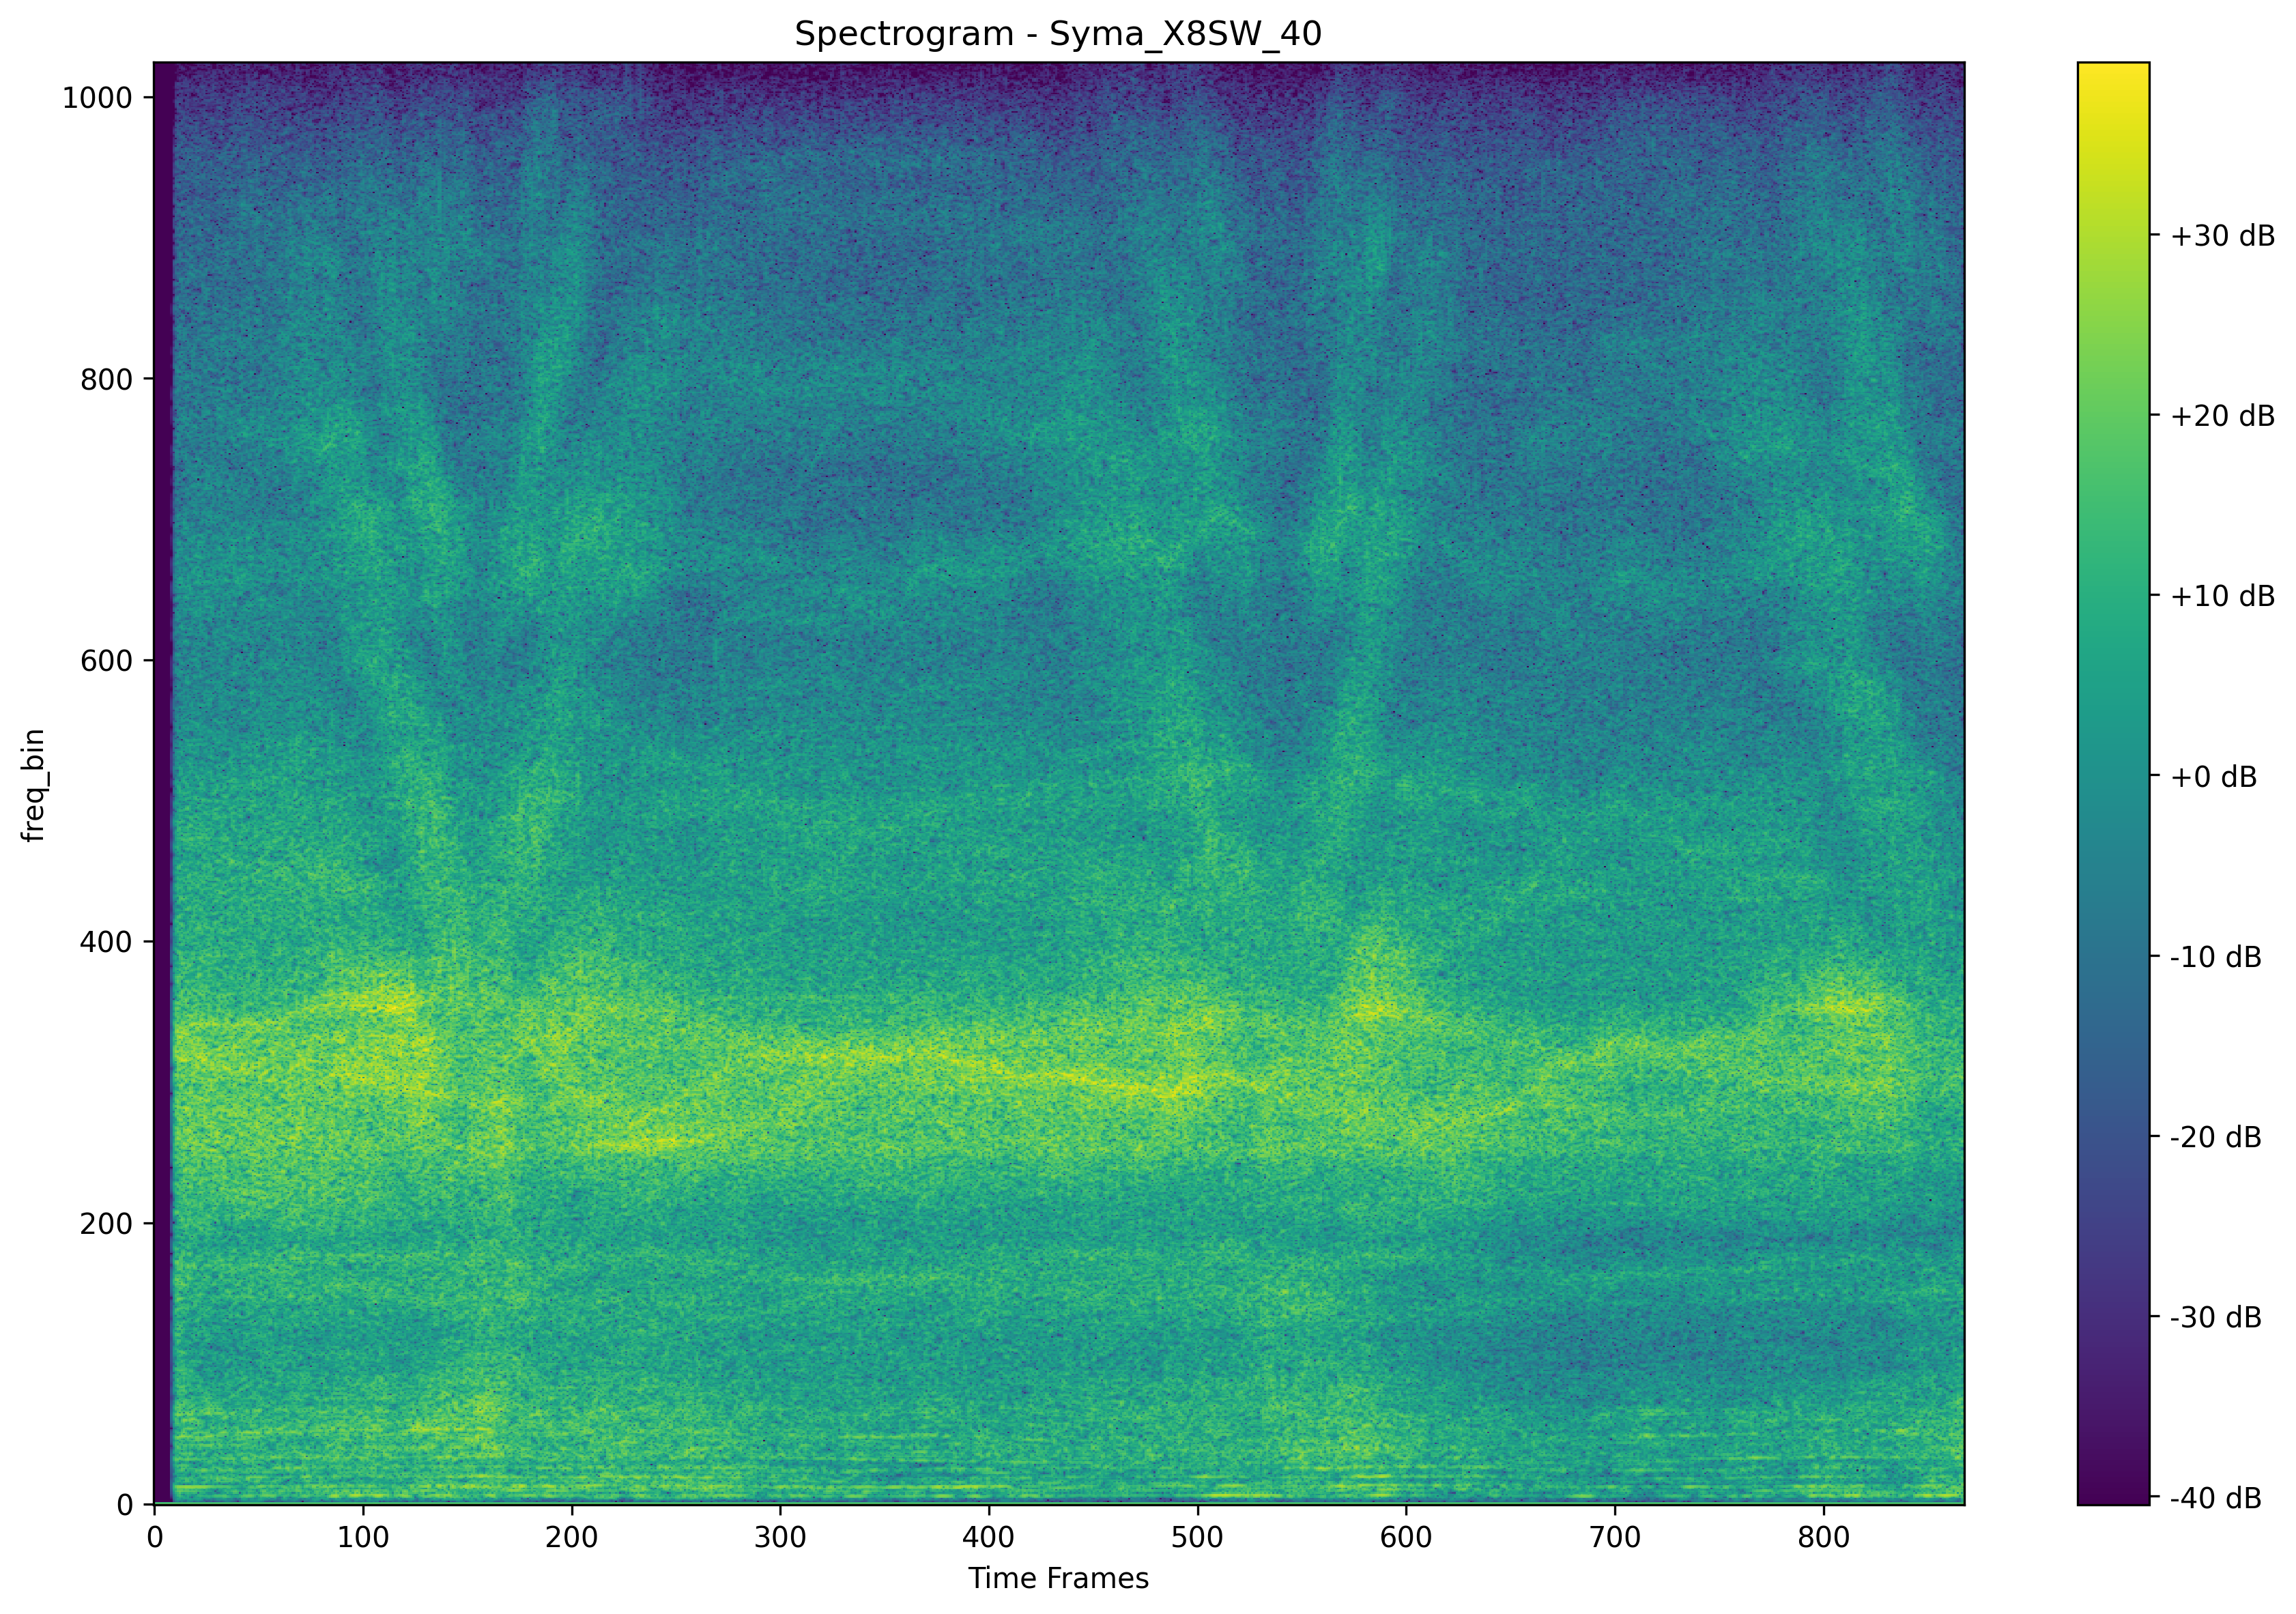 Spectrogram - Syma_X8SW_40
1000
800
600
400
200
0
freq_bin
0 100 200 300 400 500 600 700 800
Time Frames
+30 dB
+20 dB
+10 dB
+0 dB
-10 dB
-20 dB
-30 dB
-40 dB